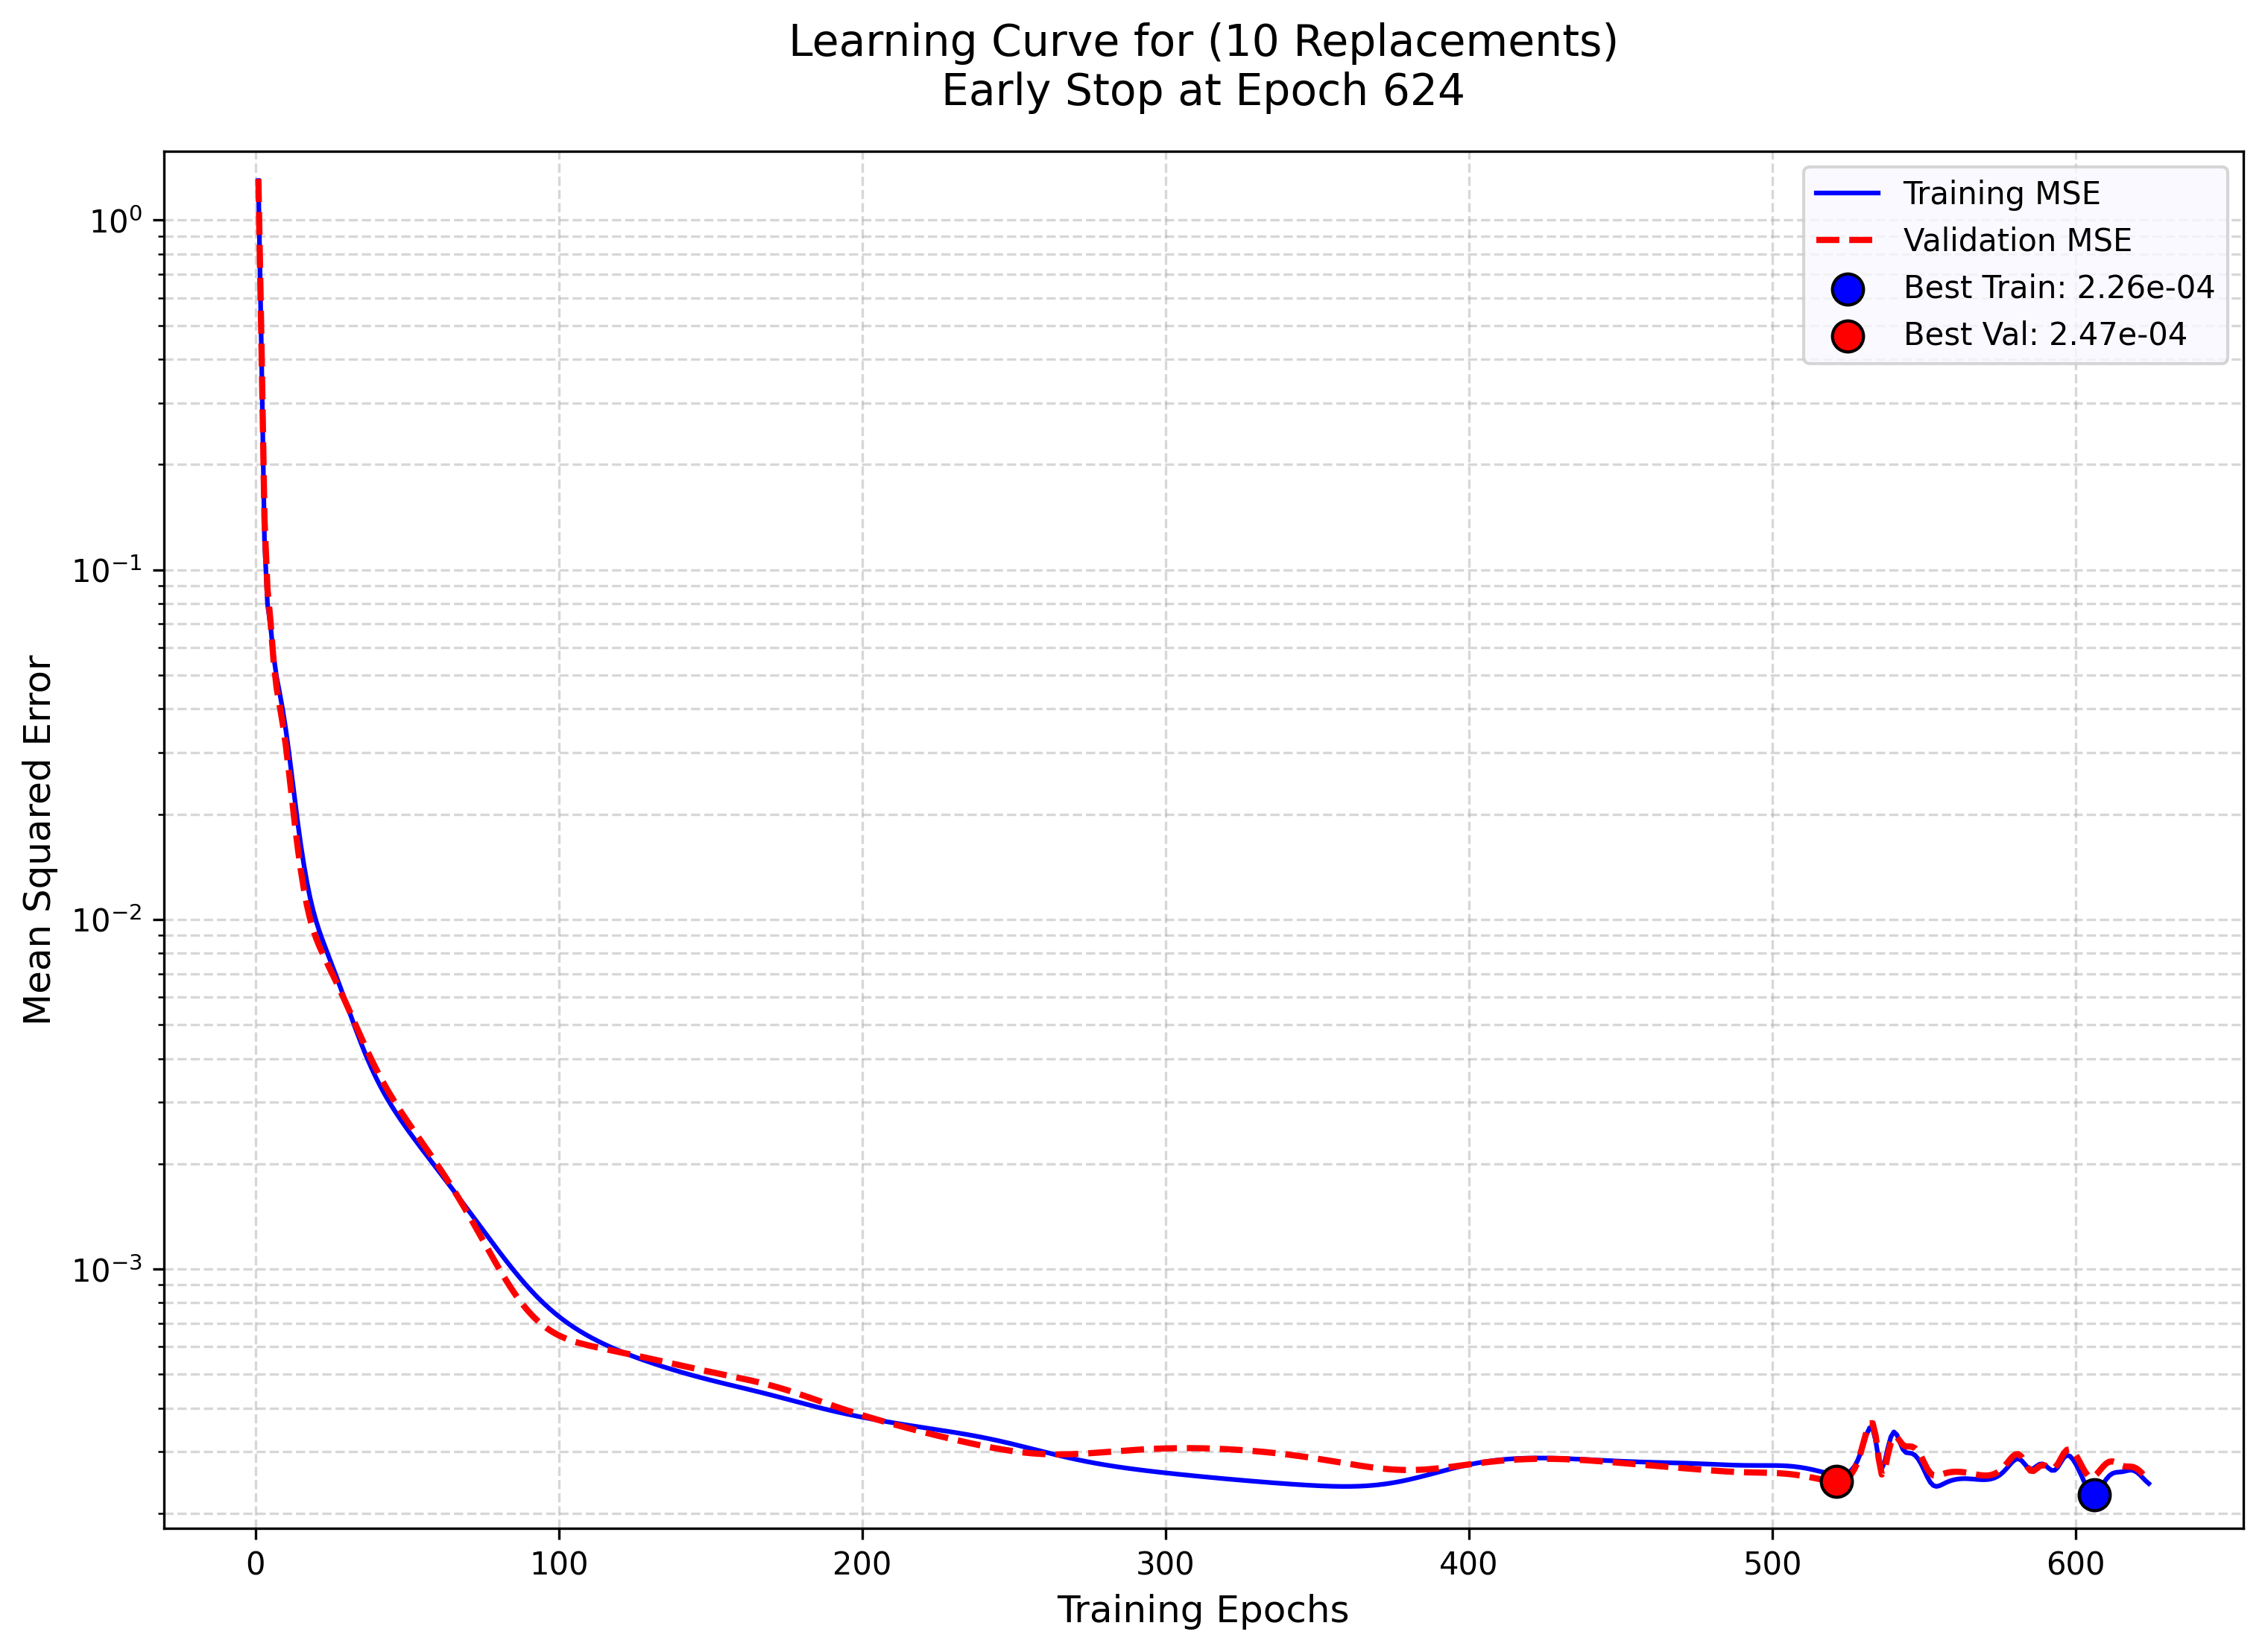 Learning Curve for (10 Replacements)
Early Stop at Epoch 624
Mean Squared Error
10⁰
10⁻¹
10⁻²
10⁻³
Training MSE
Validation MSE
Best Train: 2.26e-04
Best Val: 2.47e-04
0 100 200 300 400 500 600
Training Epochs